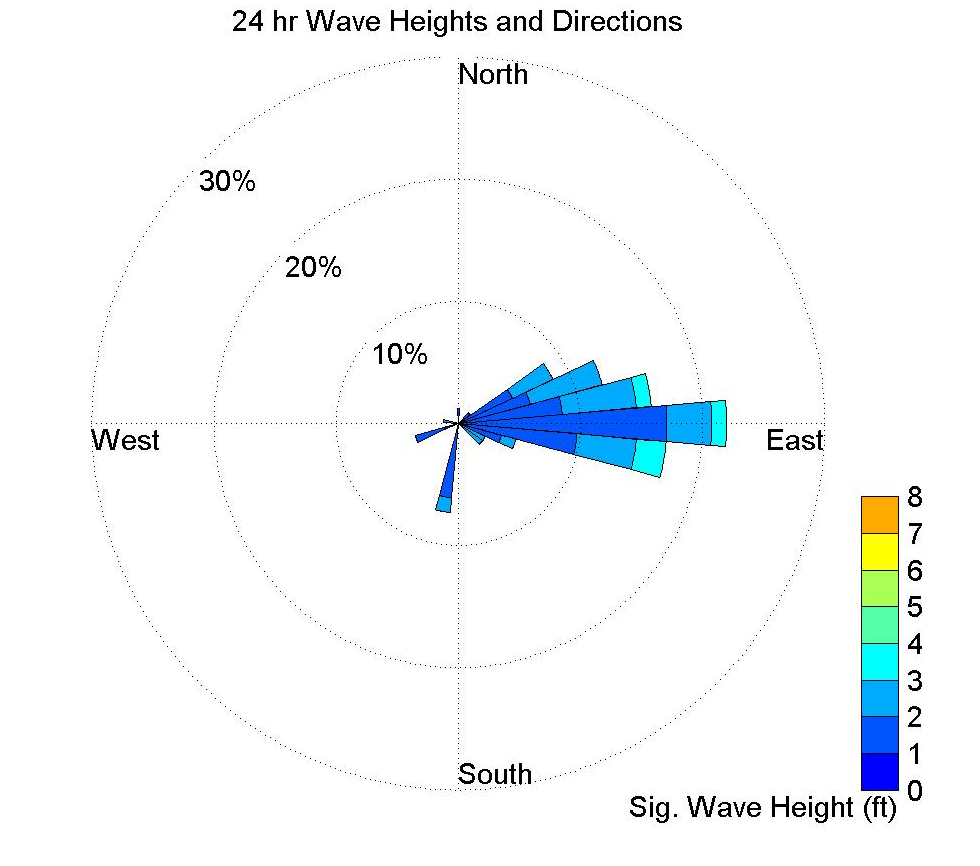 24 hr Wave Heights and Directions
North
30%
20%
10%
West
East
8
7
6
5
4
3
2
1
0
South
Sig. Wave Height (ft)